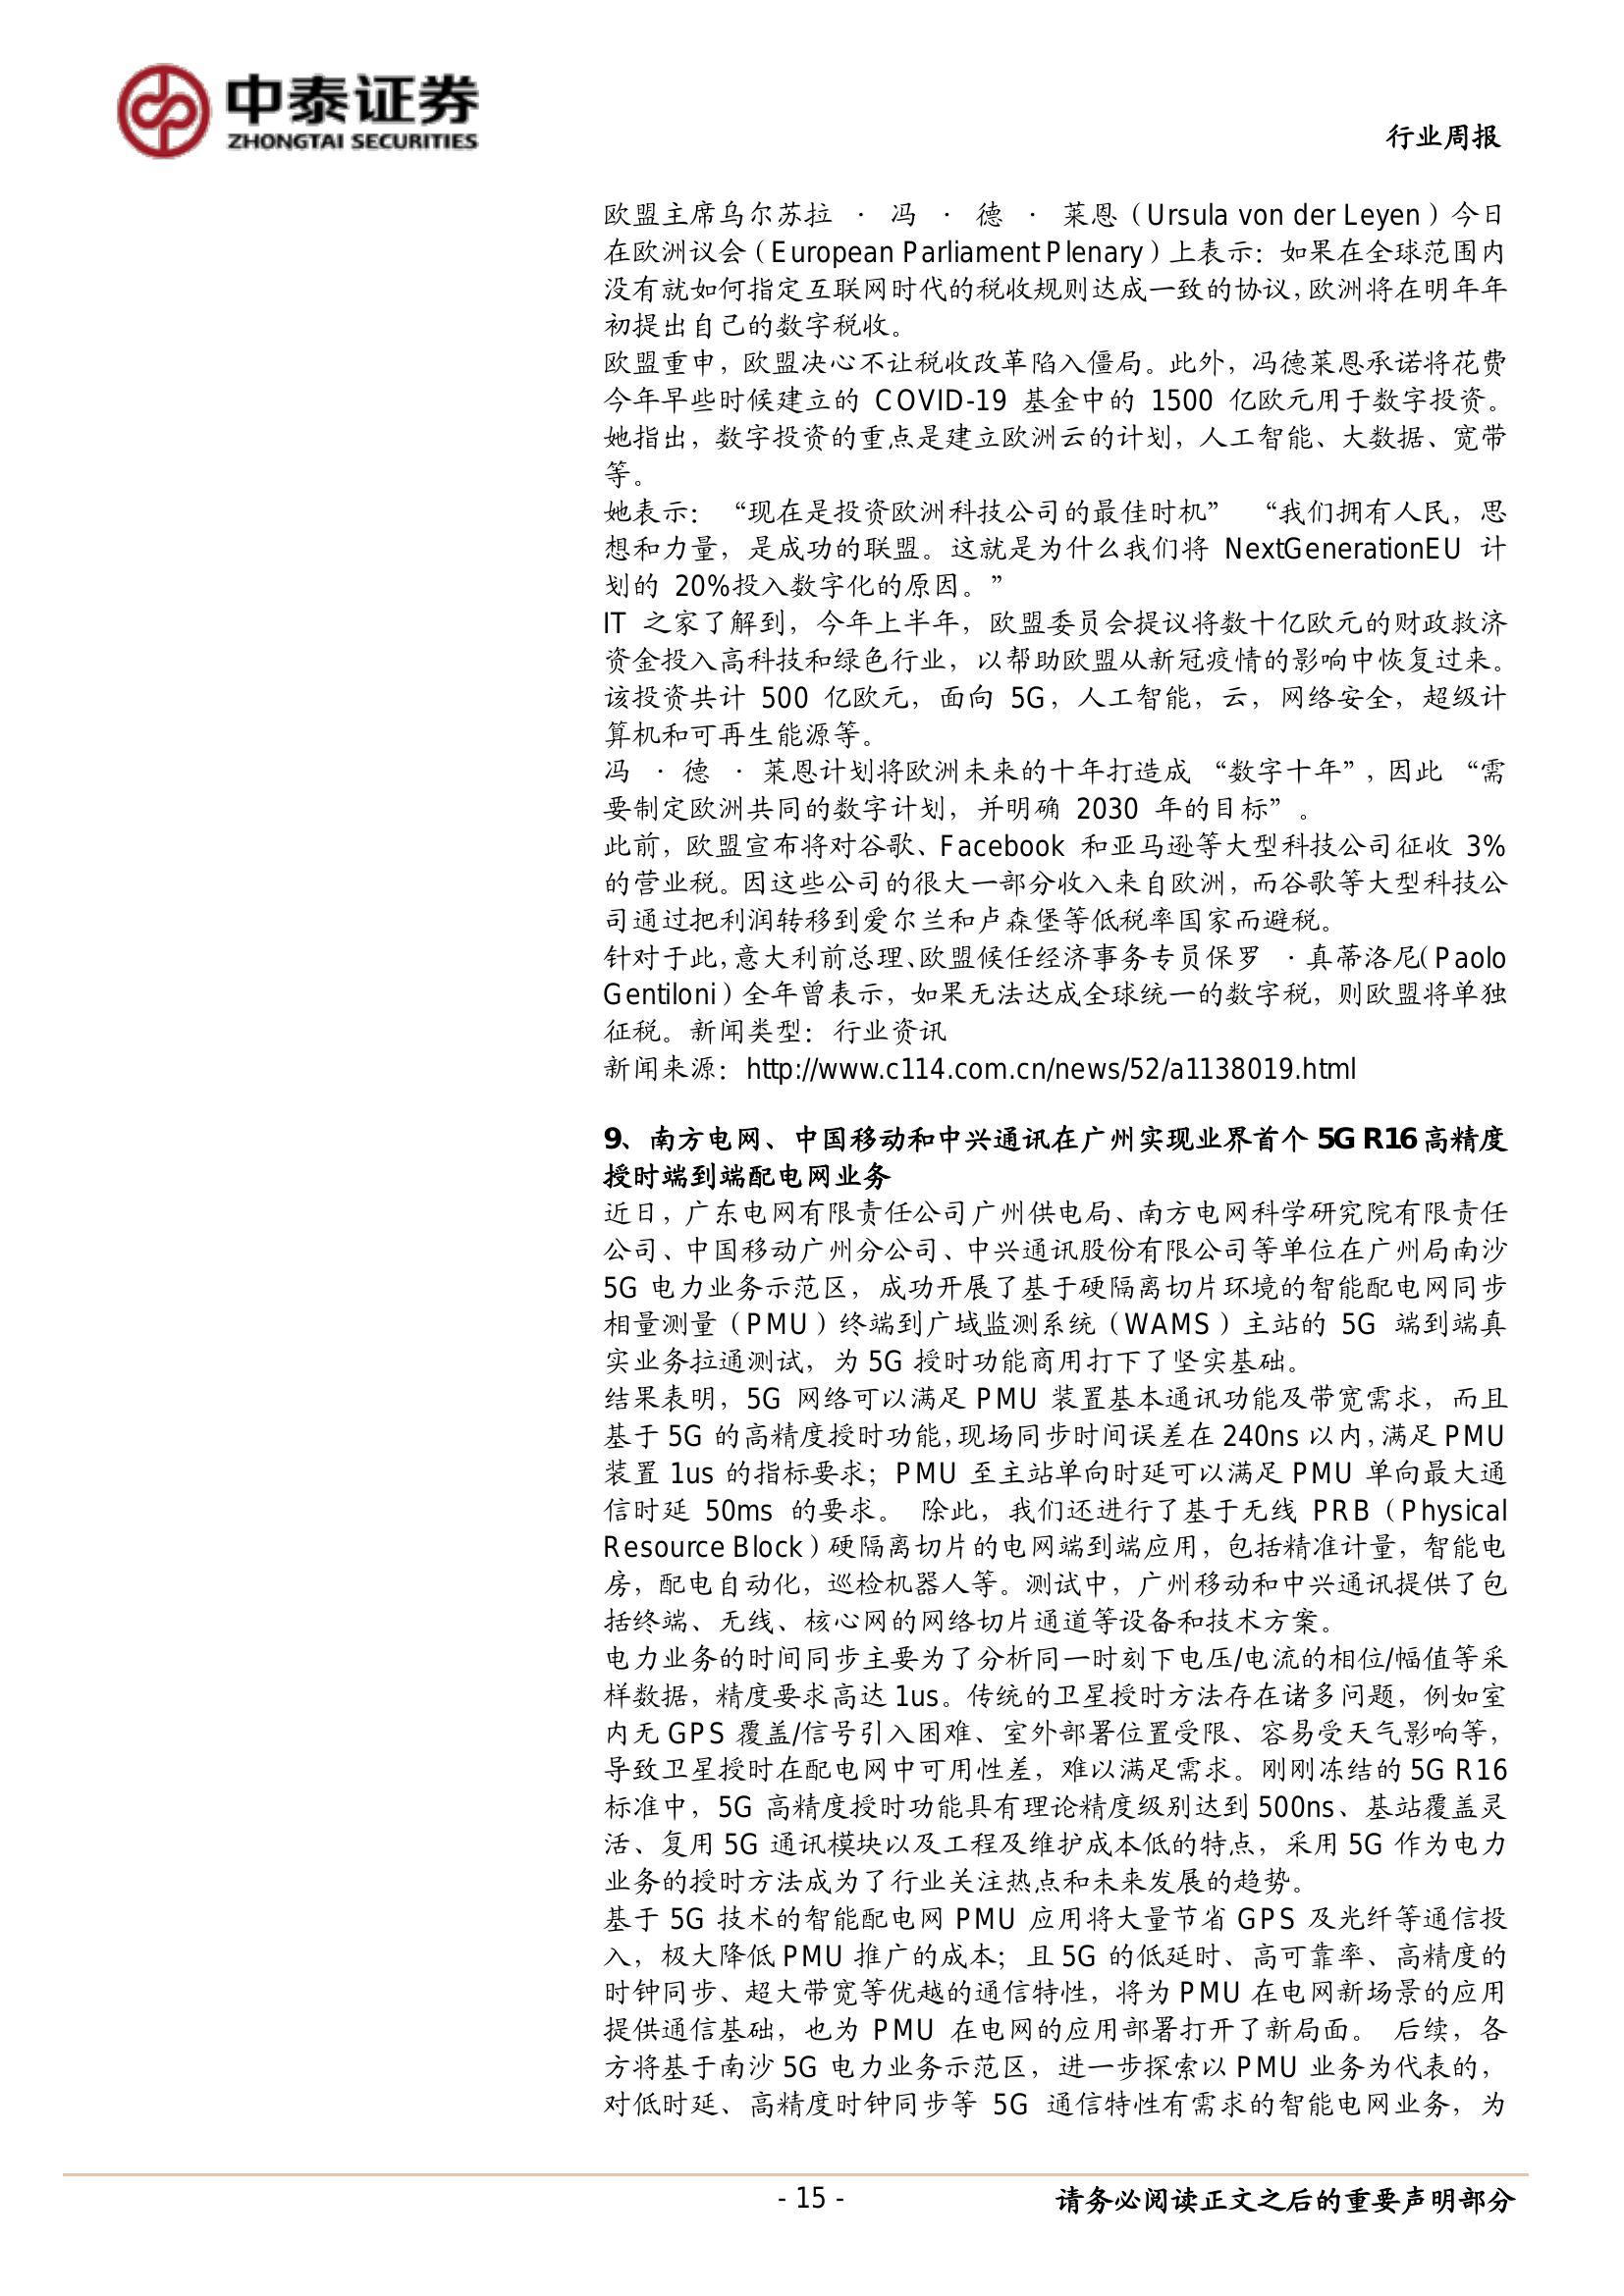 中泰证券
ZHONGTAI SECURITIES
行业周报
欧盟主席乌尔苏拉 · 冯 · 德 · 莱恩（Ursula von der Leyen）今日
在欧洲议会（European Parliament Plenary）上表示：如果在全球范围内
没有就如何指定互联网时代的税收规则达成一致的协议，欧洲将在明年年
初提出自己的数字税收。
欧盟重申，欧盟决心不让税收改革陷入僵局。此外，冯德莱恩承诺将花费
今年早些时候建立的 COVID-19 基金中的 1500 亿欧元用于数字投资。
她指出，数字投资的重点是建立欧洲云的计划，人工智能、大数据、宽带
等。
她表示：“现在是投资欧洲科技公司的最佳时机” “我们拥有人民，思
想和力量，是成功的联盟。这就是为什么我们将 NextGenerationEU 计
划的 20%投入数字化的原因。”
IT 之家了解到，今年上半年，欧盟委员会提议将数十亿欧元的财政救济
资金投入高科技和绿色行业，以帮助欧盟从新冠疫情的影响中恢复过来。
该投资共计 500 亿欧元，面向 5G，人工智能，云，网络安全，超级计
算机和可再生能源等。
冯 · 德 · 莱恩计划将欧洲未来的十年打造成 “数字十年”，因此 “需
要制定欧洲共同的数字计划，并明确 2030 年的目标”。
此前，欧盟宣布将对谷歌、Facebook 和亚马逊等大型科技公司征收 3%
的营业税。因这些公司的很大一部分收入来自欧洲，而谷歌等大型科技公
司通过把利润转移到爱尔兰和卢森堡等低税率国家而避税。
针对于此，意大利前总理、欧盟候任经济事务专员保罗 · 真蒂洛尼（Paolo
Gentiloni）全年曾表示，如果无法达成全球统一的数字税，则欧盟将单独
征税。新闻类型：行业资讯
新闻来源：http://www.c114.com.cn/news/52/a1138019.html
9、南方电网、中国移动和中兴通讯在广州实现业界首个 5G R16 高精度
授时端到端配电网业务
近日，广东电网有限责任公司广州供电局、南方电网科学研究院有限责任
公司、中国移动广州分公司、中兴通讯股份有限公司等单位在广州局南沙
5G 电力业务示范区，成功开展了基于硬隔离切片环境的智能配电网同步
相量测量（PMU）终端到广域监测系统（WAMS）主站的 5G 端到端真
实业务拉通测试，为 5G 授时功能商用打下了坚实基础。
结果表明，5G 网络可以满足 PMU 装置基本通讯功能及带宽需求，而且
基于 5G 的高精度授时功能，现场同步时间误差在 240ns 以内，满足 PMU
装置 1us 的指标要求；PMU 至主站单向时延可以满足 PMU 单向最大通
信时延 50ms 的要求。 除此，我们还进行了基于无线 PRB（Physical
Resource Block）硬隔离切片的电网端到端应用，包括精准计量，智能电
房，配电自动化，巡检机器人等。测试中，广州移动和中兴通讯提供了包
括终端、无线、核心网的网络切片通道等设备和技术方案。
电力业务的时间同步主要为了分析同一时刻下电压/电流的相位/幅值等采
样数据，精度要求高达 1us。传统的卫星授时方法存在诸多问题，例如室
内无 GPS 覆盖/信号引入困难、室外部署位置受限、容易受天气影响等，
导致卫星授时在配电网中可用性差，难以满足需求。刚刚冻结的 5G R16
标准中，5G 高精度授时功能具有理论精度级别达到 500ns、基站覆盖灵
活、复用 5G 通讯模块以及工程及维护成本低的特点，采用 5G 作为电力
业务的授时方法成为了行业关注热点和未来发展的趋势。
基于 5G 技术的智能配电网 PMU 应用将大量节省 GPS 及光纤等通信投
入，极大降低 PMU 推广的成本；且 5G 的低延时、高可靠率、高精度的
时钟同步、超大带宽等优越的通信特性，将为 PMU 在电网新场景的应用
提供通信基础，也为 PMU 在电网的应用部署打开了新局面。 后续，各
方将基于南沙 5G 电力业务示范区，进一步探索以 PMU 业务为代表的，
对低时延、高精度时钟同步等 5G 通信特性有需求的智能电网业务，为
- 15 -
请务必阅读正文之后的重要声明部分